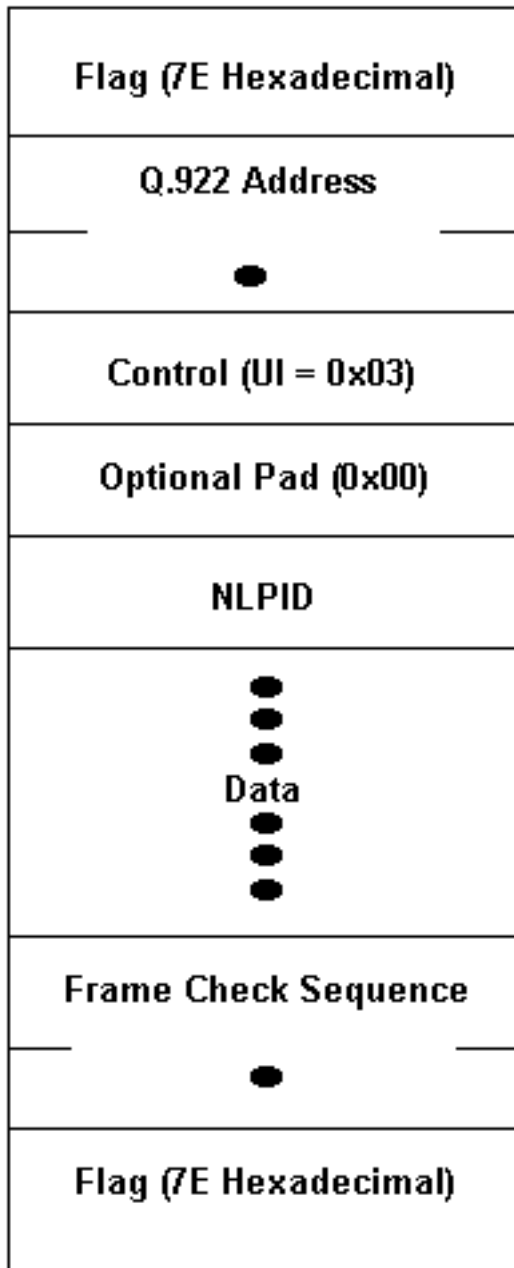 Flag (7E Hexadecimal)
Q.922 Address
Control (UI = 0x03)
Optional Pad (0x00)
NLPID
Data
Frame Check Sequence
Flag (7E Hexadecimal)